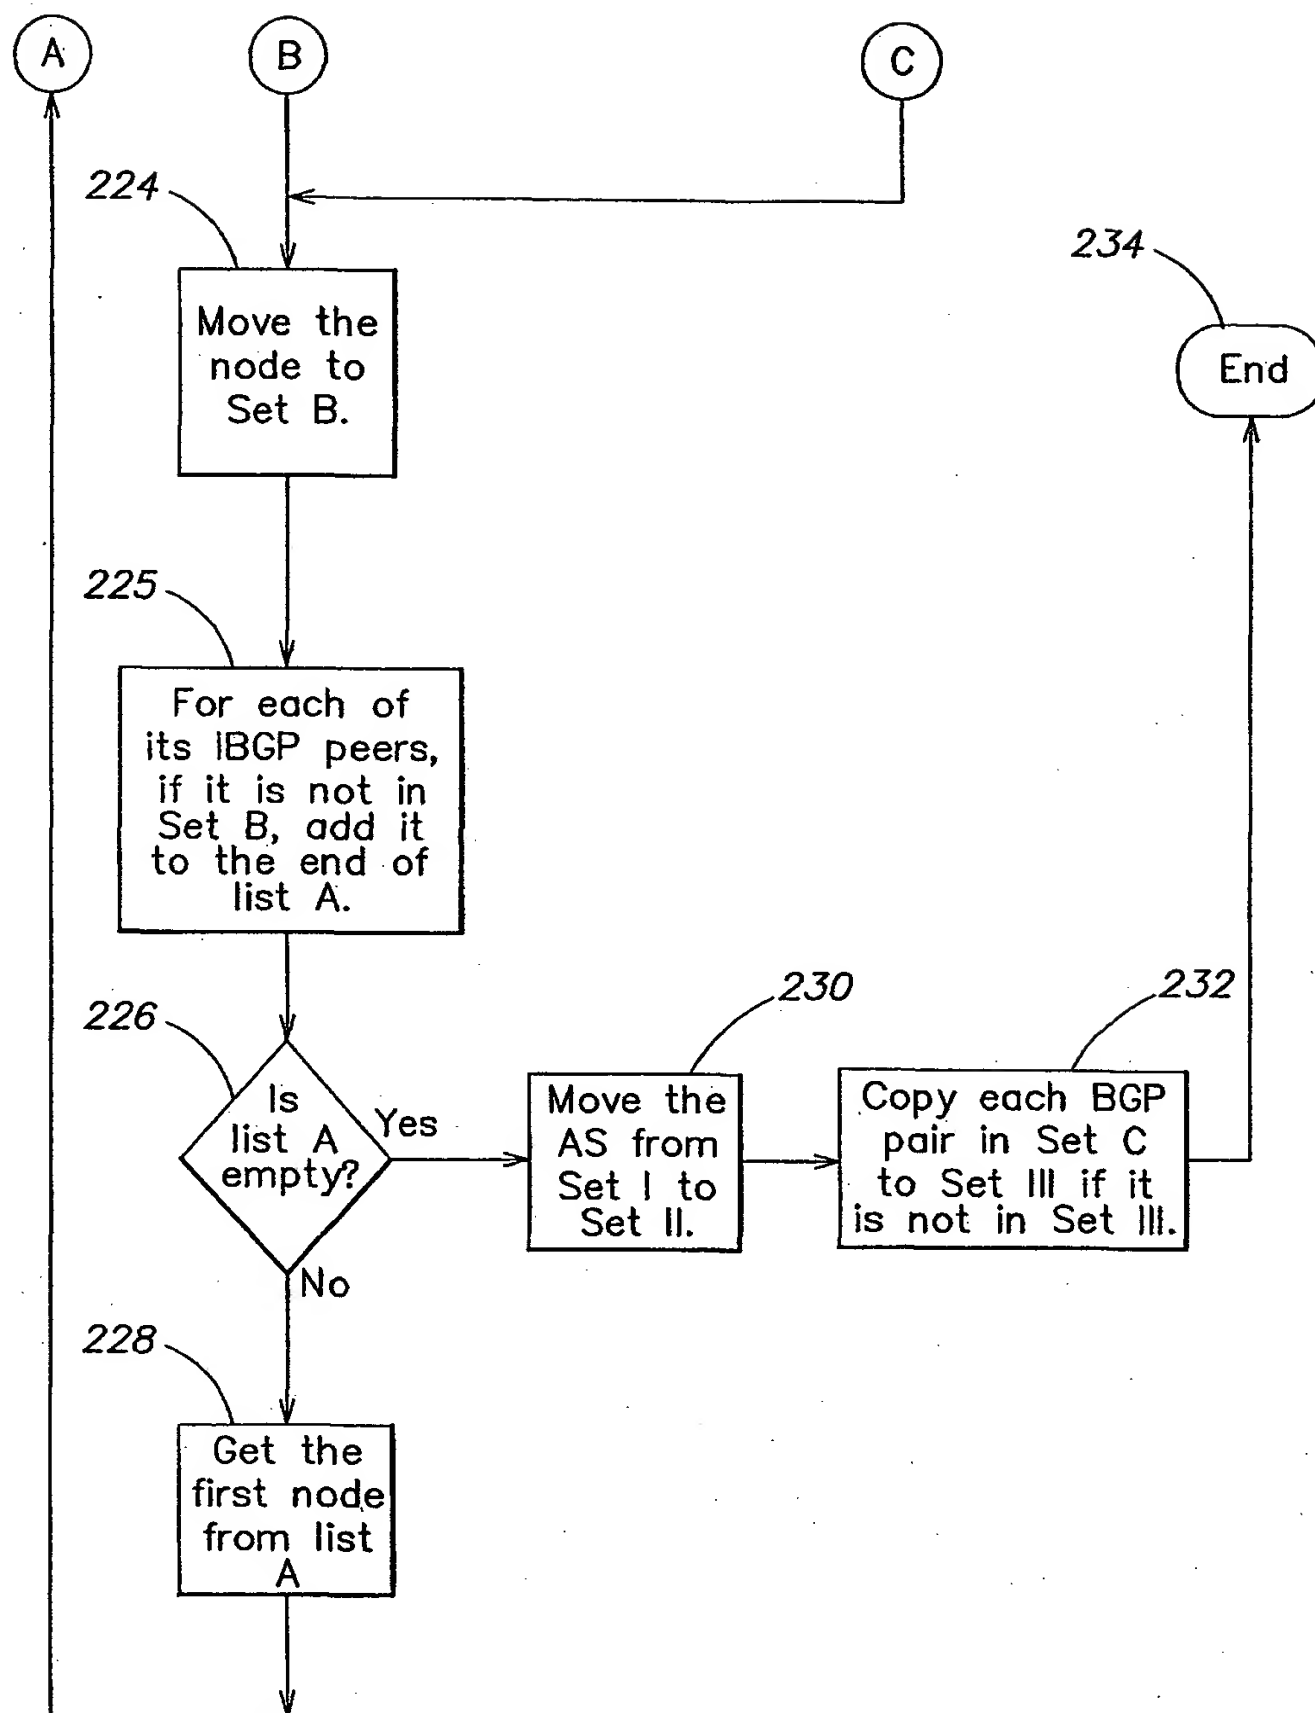 A
B
C
224
Move the
node to
Set B.
234
End
225
For each of
its IBGP peers,
if it is not in
Set B, add it
to the end of
list A.
226
Is
list A
empty?
Yes
No
230
Move the
AS from
Set I to
Set II.
232
Copy each BGP
pair in Set C
to Set III if it
is not in Set III.
228
Get the
first node
from list
A